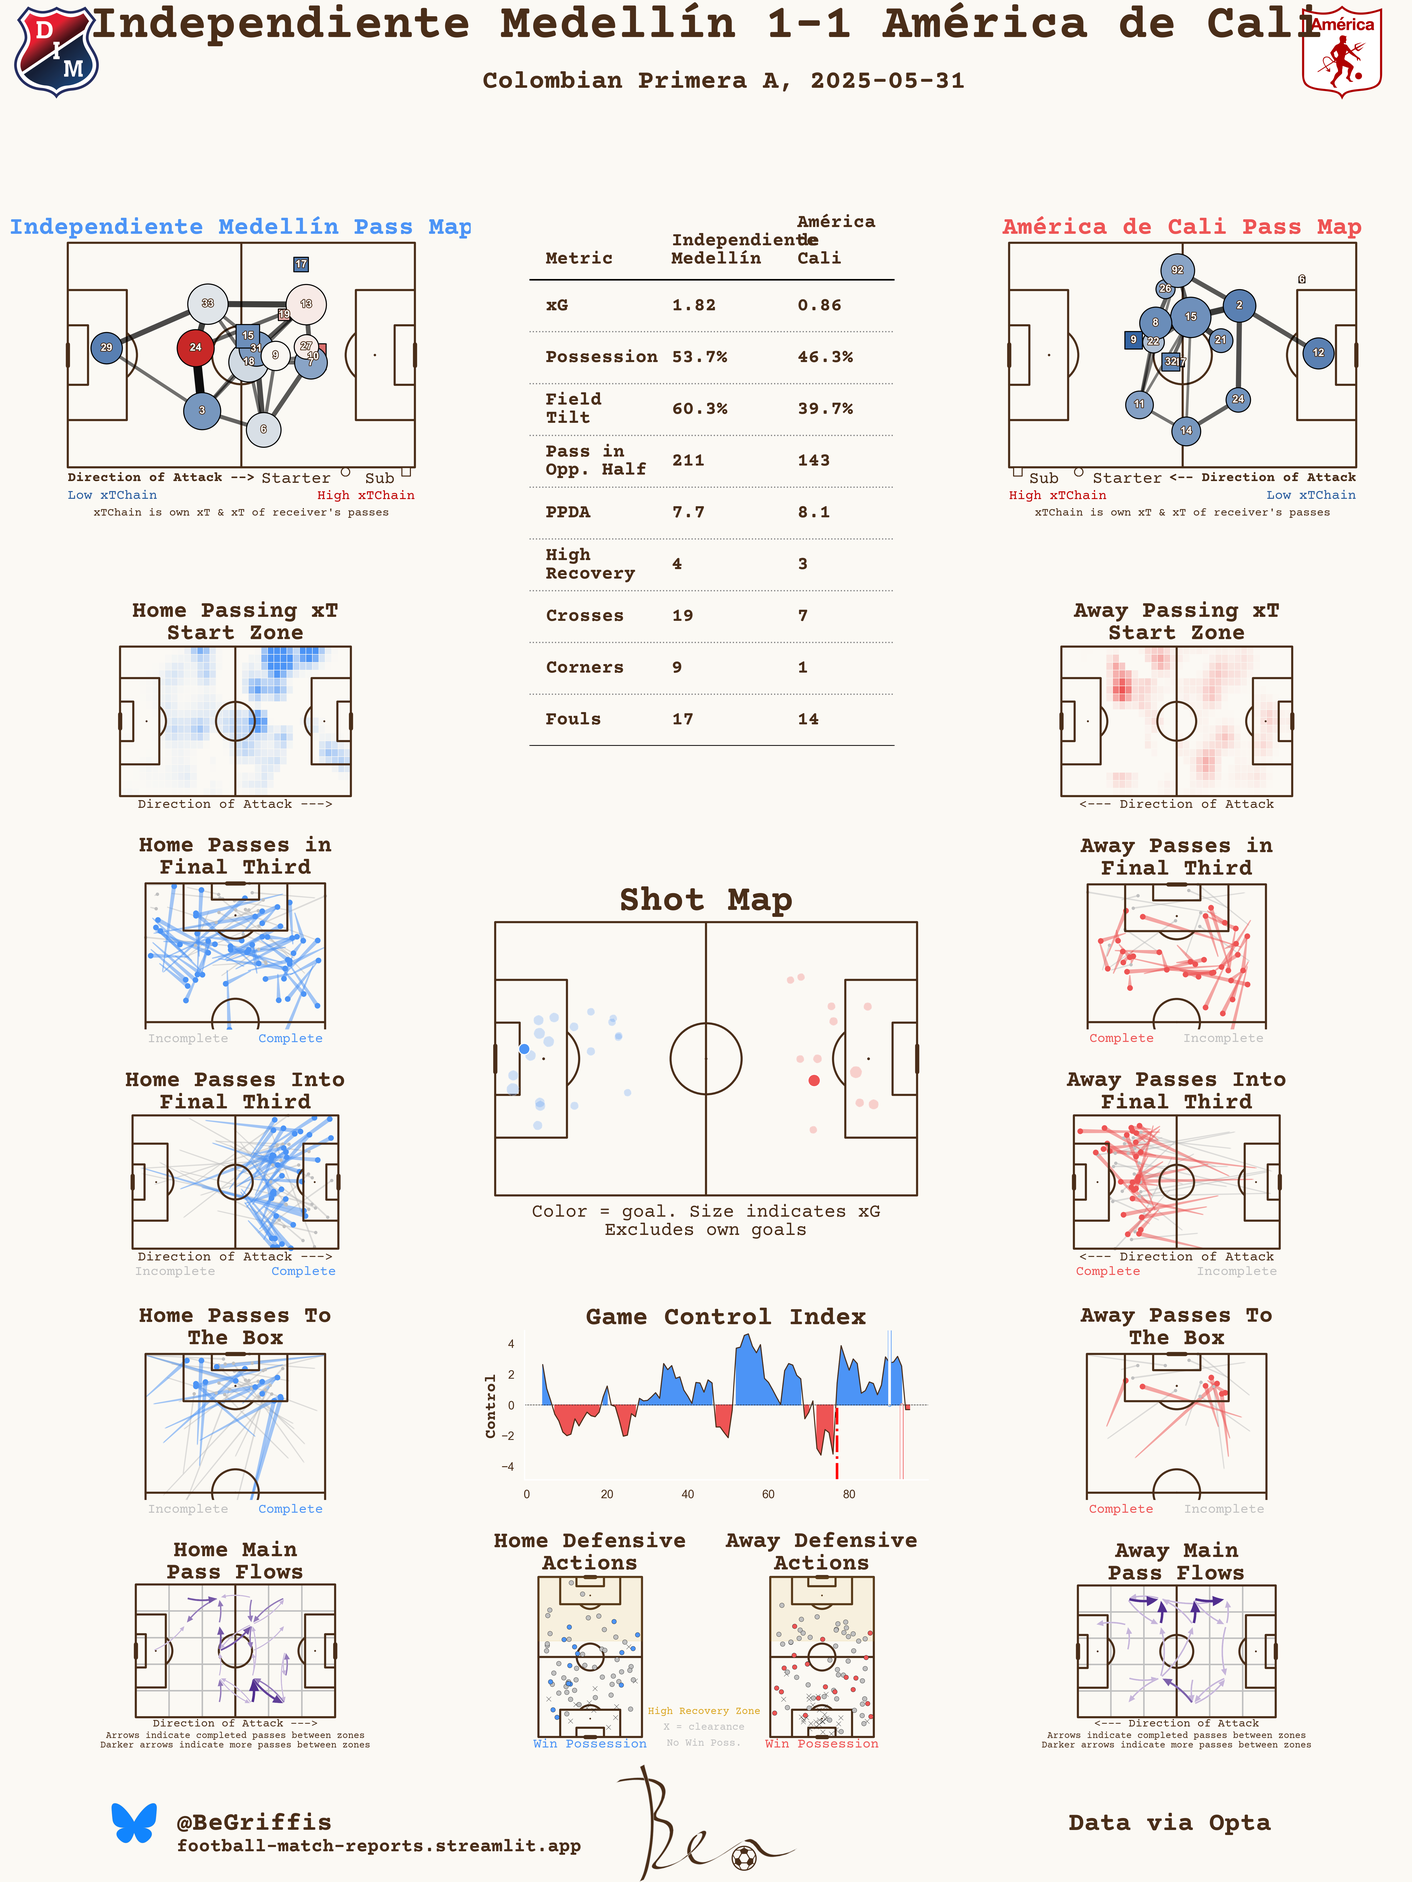 Independiente Medellín 1-1 América de Cali
Colombian Primera A, 2025-05-31
D
I
M
América
Independiente Medellín Pass Map
17
33
13
19
29
24
15
31
18
9
27
10
7
3
6
Direction of Attack --> Starter Sub
Low xTChain High xTChain
xTChain is own xT & xT of receiver's passes
Metric Independiente Medellín América de Cali
xG 1.82 0.86
Possession 53.7% 46.3%
Field Tilt 60.3% 39.7%
Pass in Opp. Half 211 143
PPDA 7.7 8.1
High Recovery 4 3
Crosses 19 7
Corners 9 1
Fouls 17 14
América de Cali Pass Map
92
6
26
2
8
15
9
22
21
12
32
11
24
14
Sub Starter <-- Direction of Attack
High xTChain Low xTChain
xTChain is own xT & xT of receiver's passes
Home Passing xT
Start Zone
Direction of Attack --->
Away Passing xT
Start Zone
<--- Direction of Attack
Home Passes in
Final Third
Incomplete Complete
Away Passes in
Final Third
Complete Incomplete
Shot Map
Color = goal. Size indicates xG
Excludes own goals
Home Passes Into
Final Third
Direction of Attack --->
Incomplete Complete
Away Passes Into
Final Third
<--- Direction of Attack
Complete Incomplete
Home Passes To
The Box
Incomplete Complete
Game Control Index
Control
4
2
0
−2
−4
0 20 40 60 80
Away Passes To
The Box
Complete Incomplete
Home Main
Pass Flows
Direction of Attack --->
Arrows indicate completed passes between zones
Darker arrows indicate more passes between zones
Home Defensive
Actions
Win Possession
Away Defensive
Actions
Win Possession
High Recovery Zone
X = clearance
No Win Poss.
Away Main
Pass Flows
<--- Direction of Attack
Arrows indicate completed passes between zones
Darker arrows indicate more passes between zones
@BeGriffis
football-match-reports.streamlit.app
Ben
Data via Opta